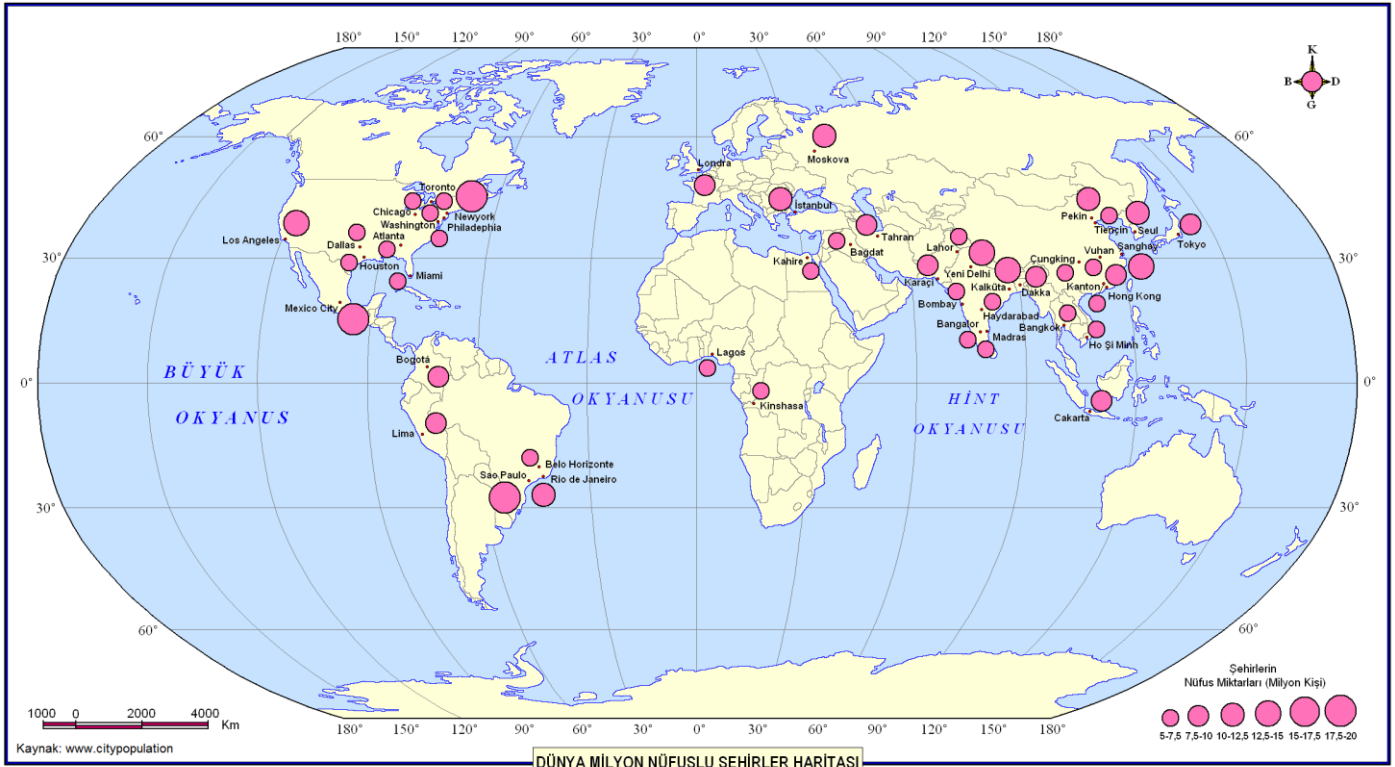 180° 150° 120° 90° 60° 30° 0° 30° 60° 90° 120° 150° 180°
K
B D
G
60° 60°
Londra
Moskova
Toronto
Chicago
Newyork
Washington
Philadephia
Los Angeles
Dallas
Atlanta
Houston
Miami
Mexico City
İstanbul
Tahran
Bagdat
Kahire
Lahor
Karaçi
Yeni Delhi
Kalküta
Dakka
Bombay
Haydarabad
Bangalor
Madras
Bangkok
Ho Şi Minh
Pekin
Tiençin
Seul
Tokyo
Vuhan
Şanghay
Çungking
Kanton
Hong Kong
30° 30°
Bogotá
Lagos
Kinshasa
Cakarta
Lima
Belo Horizonte
Sao Paulo
Rio de Janeiro
BÜYÜK
OKYANUS
ATLAS
OKYANUSU
HİNT
OKYANUSU
0° 0°
30° 30°
60° 60°
180° 150° 120° 90° 60° 30° 0° 30° 60° 90° 120° 150° 180°
Şehirlerin
Nüfus Miktarları (Milyon Kişi)
5-7,5 7,5-10 10-12,5 12,5-15 15-17,5 17,5-20
1000 0 2000 4000
Km
Kaynak: www.citypopulation
DÜNYA MİLYON NÜFUSLU ŞEHİRLER HARİTASI